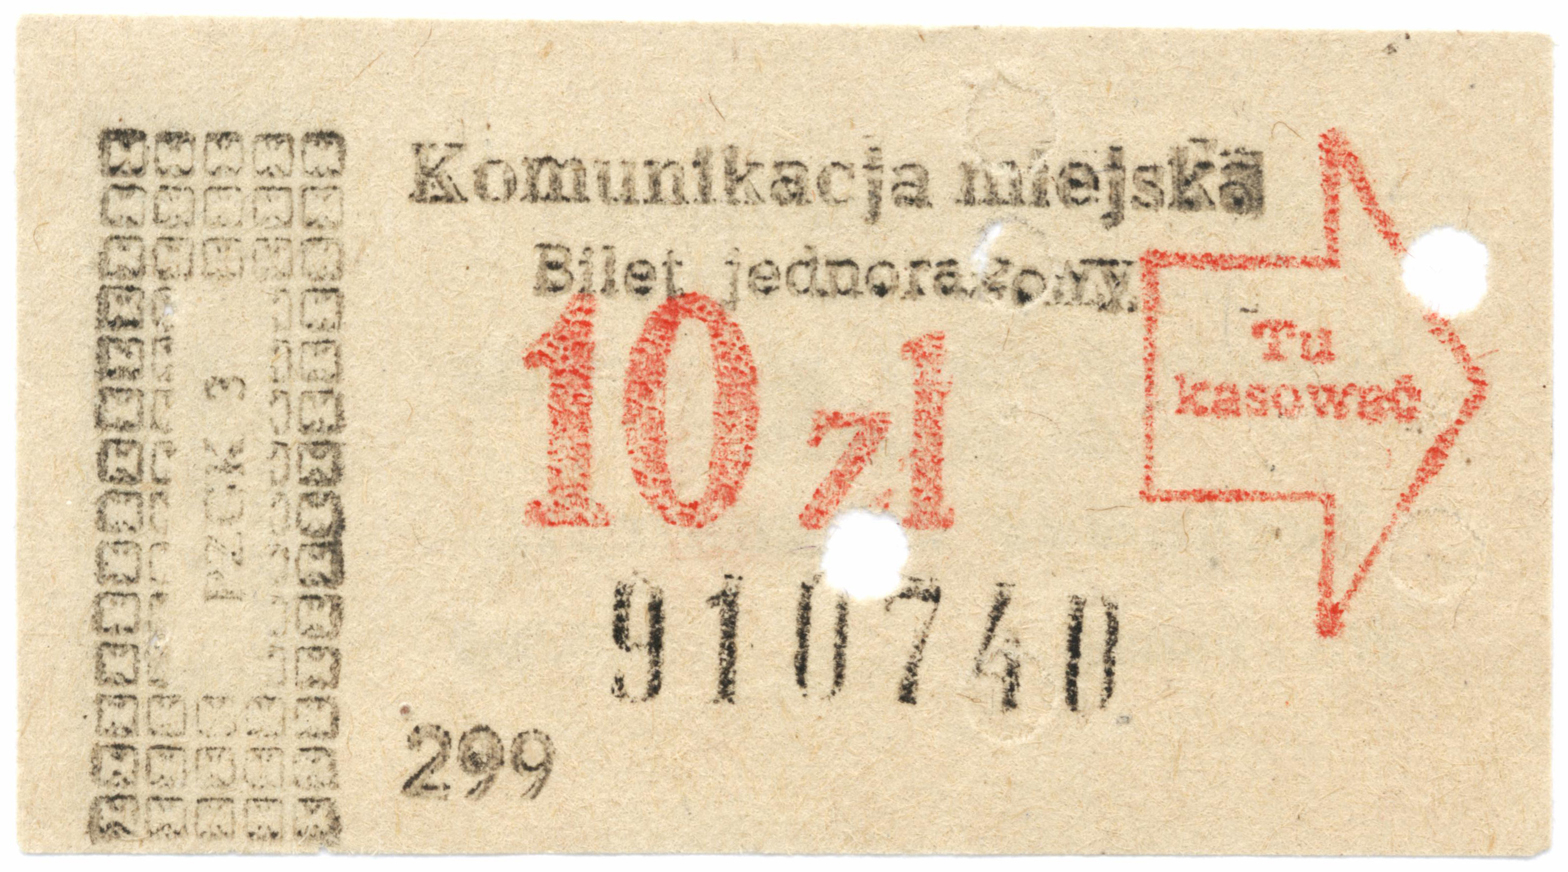 Komunikacja miejska
Bilet jednorazowy
10 zł
Tu
kasować
910740
299
PZGK 3